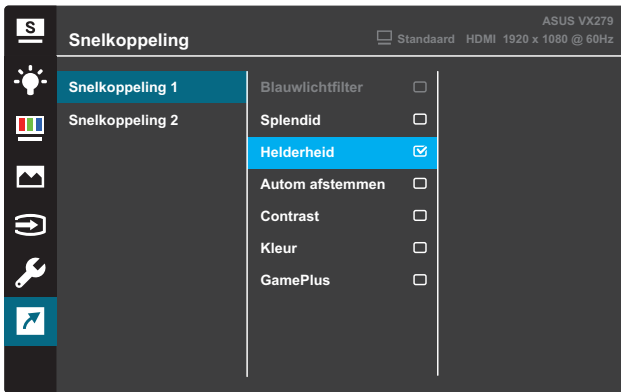 S
ASUS VX279
Snelkoppeling
Standaard HDMI 1920 x 1080 @ 60Hz
Snelkoppeling 1
Blauwlichtfilter
Snelkoppeling 2
Splendid
Helderheid
Autom afstemmen
Contrast
Kleur
GamePlus